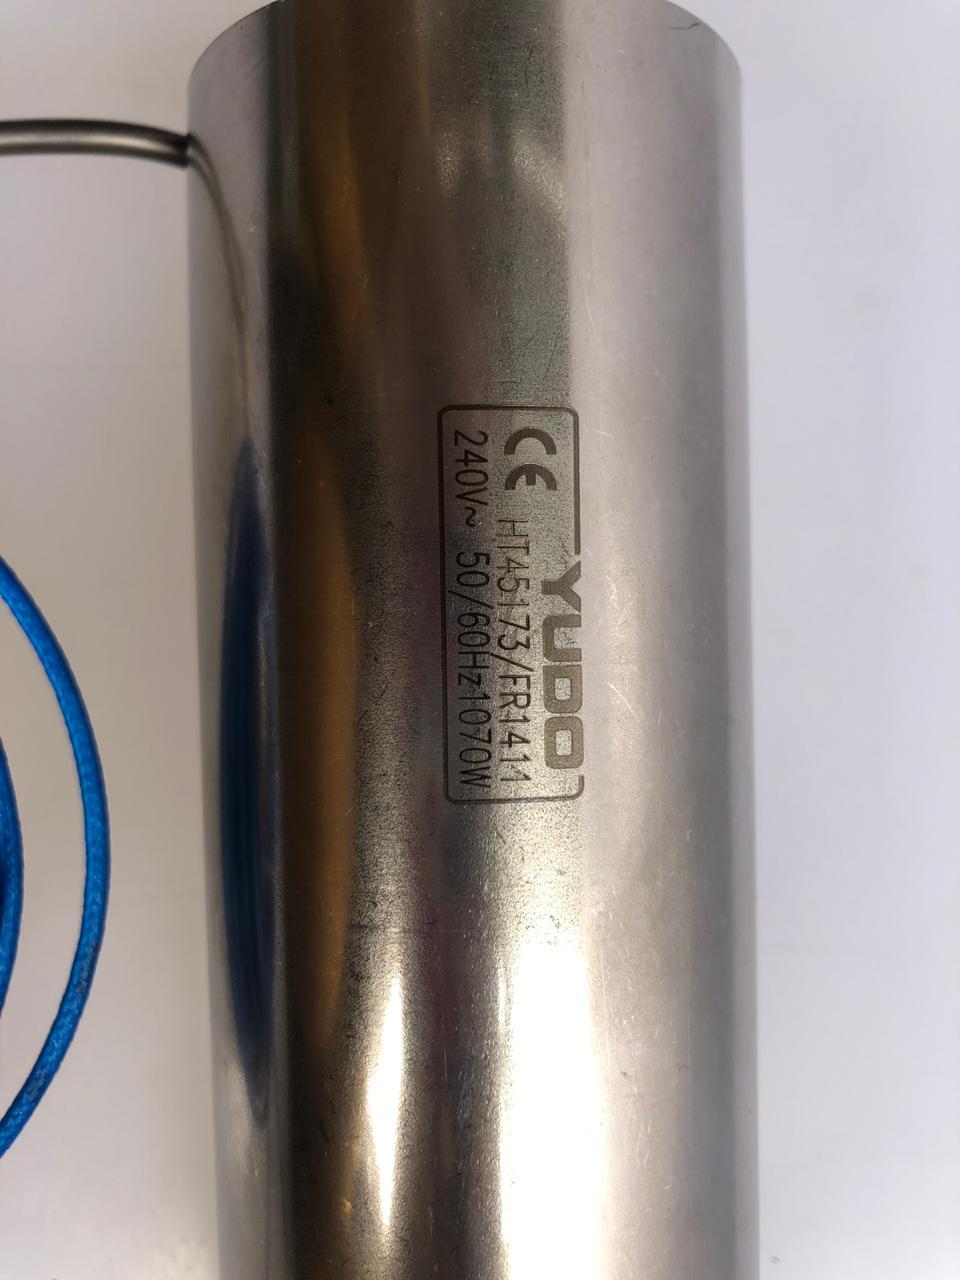 YUDO
CE HT45173/FR1411
240V~ 50/60Hz1070W